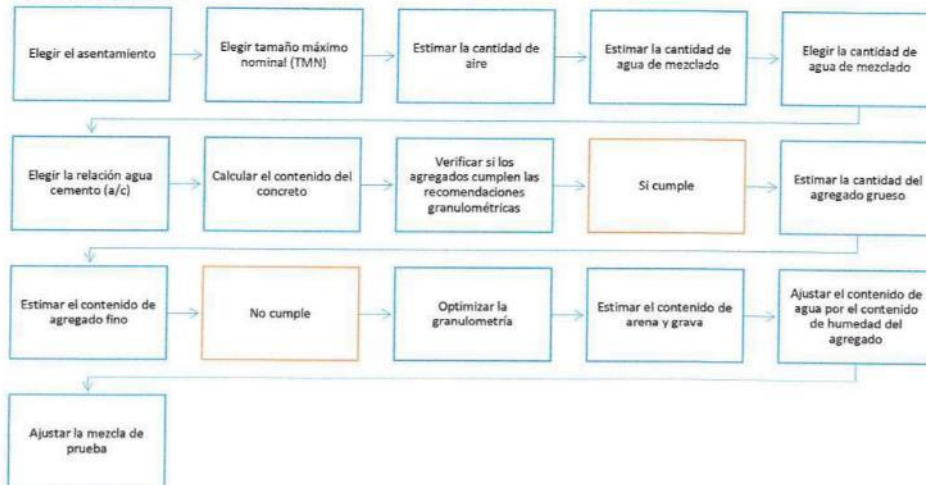 Elegir el asentamiento
Elegir tamaño máximo
nominal (TMN)
Estimar la cantidad de
aire
Estimar la cantidad de
agua de mezclado
Elegir la cantidad de
agua de mezclado
Elegir la relación agua
cemento (a/c)
Calcular el contenido del
concreto
Verificar si los
agregados cumplen las
recomendaciones
granulométricas
Si cumple
Estimar la cantidad del
agregado grueso
Estimar el contenido de
agregado fino
No cumple
Optimizar la
granulometría
Estimar el contenido de
arena y grava
Ajustar el contenido de
agua por el contenido
de humedad del
agregado
Ajustar la mezcla de
prueba